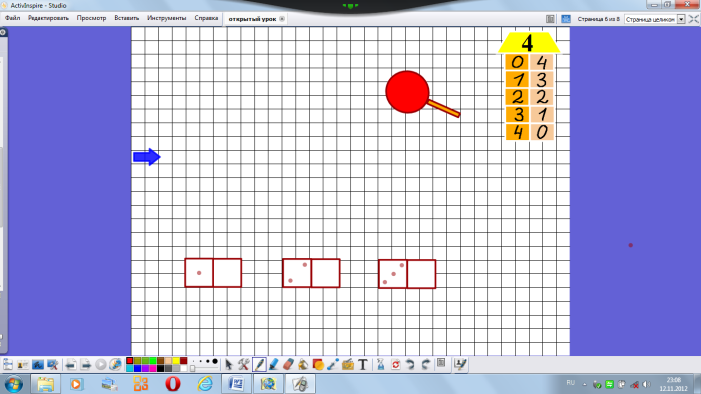 ActivInspire - Studio
Файл Редактировать Просмотр Вставить Инструменты Справка открытый урок Страница 6 из 8 Страница целиком
4
0 4
1 3
2 2
3 1
4 0
T
RU 23:08
12.11.2012